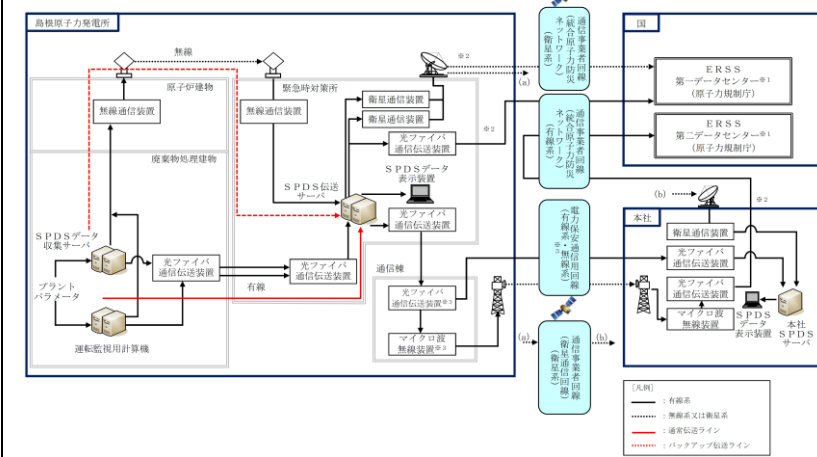 島根原子力発電所
無線
原子炉建物
無線通信装置
廃棄物処理建物
SPDSデータ
収集サーバ
プラント
パラメータ
光ファイバ
通信伝送装置
運転監視用計算機
有線
緊急時対策所
無線通信装置
衛星通信装置
衛星通信装置
光ファイバ
通信伝送装置
SPDS伝送
サーバ
SPDSデータ
表示装置
光ファイバ
通信伝送装置
光ファイバ
通信伝送装置
通信棟
光ファイバ
通信伝送装置※3
マイクロ波
無線装置※3
※2
(a)
※2
通信事業者回線
(統合原子力防災
ネットワーク)
(衛星系)
通信事業者回線
(統合原子力防災
ネットワーク)
(有線系)
電力保安通信用回線
(有線系・無線系)
※3
通信事業者回線
(衛星通信回線)
(衛星系)
(a)
(b)
国
ERSS
第一データセンター※1
(原子力規制庁)
ERSS
第二データセンター※1
(原子力規制庁)
(b)
※2
本社
衛星通信装置
光ファイバ
通信伝送装置
光ファイバ
通信伝送装置
マイクロ波
無線装置
SPDS
データ
表示装置
本社
SPDS
サーバ
[凡例]
:有線系
:無線系又は衛星系
:通常伝送ライン
:バックアップ伝送ライン